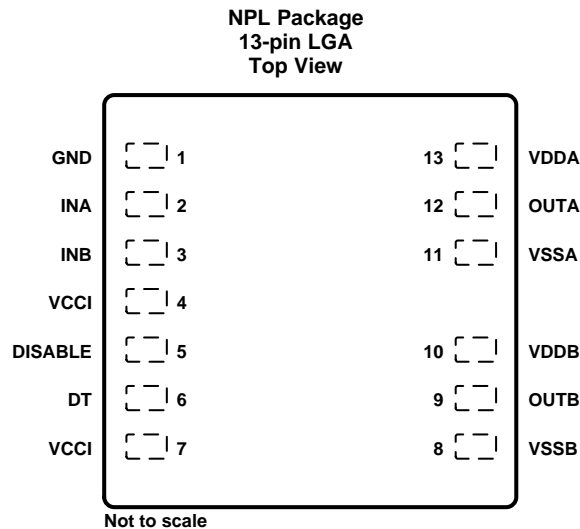 NPL Package
13-pin LGA
Top View
GND 1 13 VDDA
INA 2 12 OUTA
INB 3 11 VSSA
VCCI 4
DISABLE 5 10 VDDB
DT 6 9 OUTB
VCCI 7 8 VSSB
Not to scale